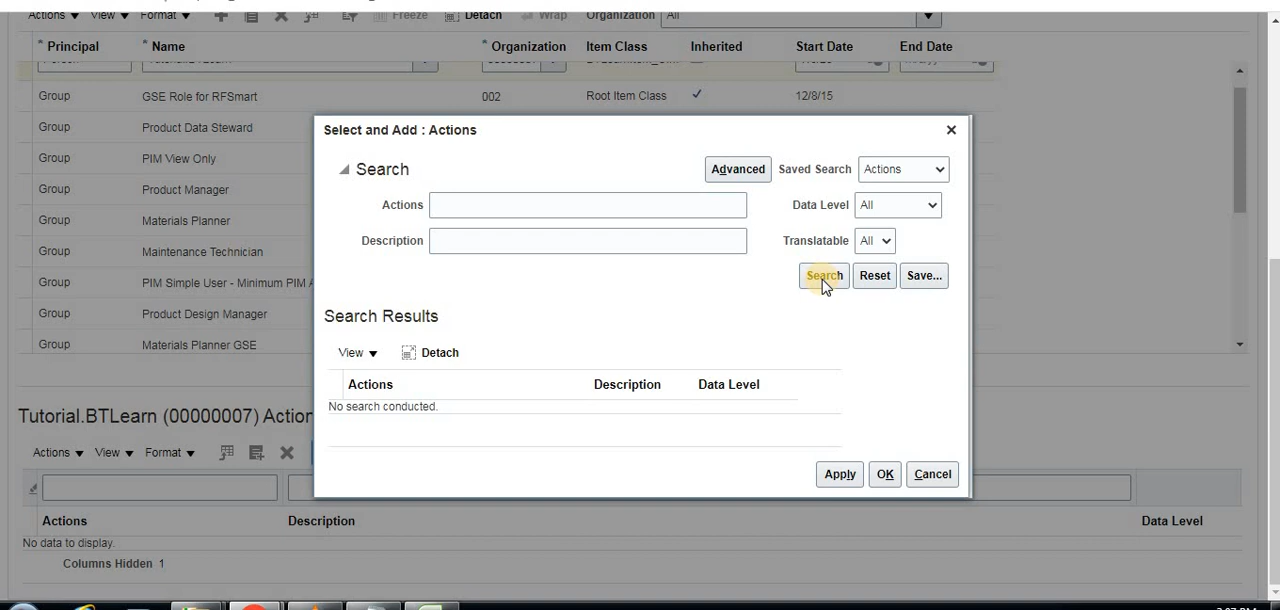 Actions View Format Freeze Detach Wrap Organization All
* Principal * Name * Organization Item Class Inherited Start Date End Date
Group GSE Role for RFSmart 002 Root Item Class 12/8/15
Group Product Data Steward
Group PIM View Only
Group Product Manager
Group Materials Planner
Group Maintenance Technician
Group PIM Simple User - Minimum PIM
Group Product Design Manager
Group Materials Planner GSE
Select and Add : Actions
Search
Advanced Saved Search Actions
Actions Data Level All
Description Translatable All
Search Reset Save...
Search Results
View Detach
Actions Description Data Level
No search conducted.
Apply OK Cancel
Tutorial.BTLearn (00000007) Action
Actions View Format
Actions Description Data Level
No data to display.
Columns Hidden 1